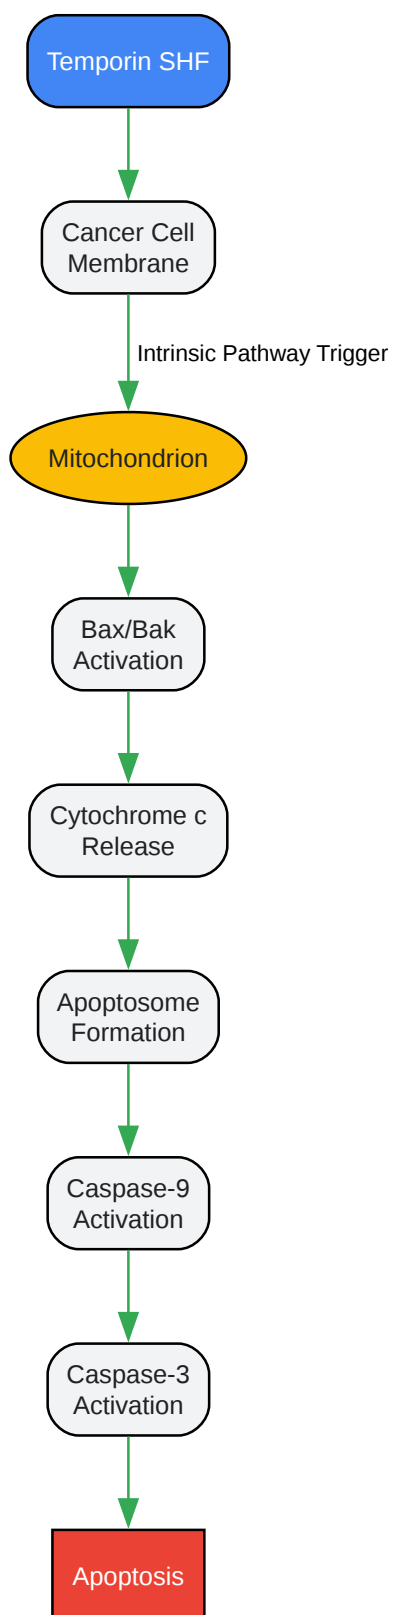 Temporin SHF
Cancer Cell
Membrane
Intrinsic Pathway Trigger
Mitochondrion
Bax/Bak
Activation
Cytochrome c
Release
Apoptosome
Formation
Caspase-9
Activation
Caspase-3
Activation
Apoptosis